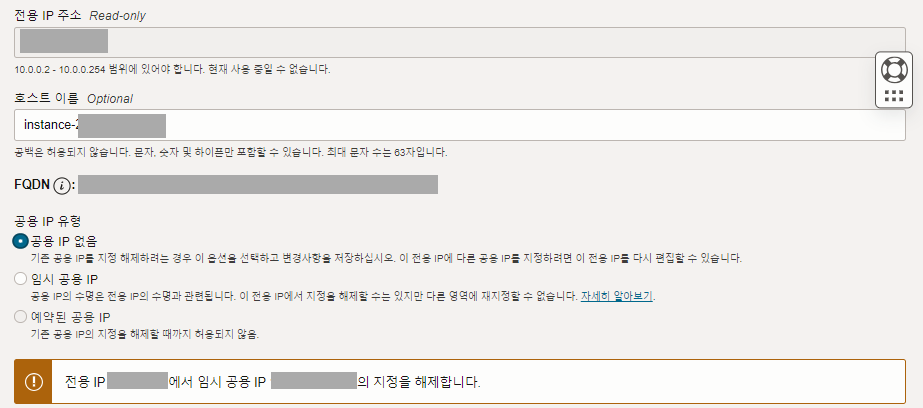 전용 IP 주소 Read-only
10.0.0.2 - 10.0.0.254 범위에 있어야 합니다. 현재 사용 중일 수 없습니다.
호스트 이름 Optional
instance-2
공백은 허용되지 않습니다. 문자, 숫자 및 하이픈만 포함할 수 있습니다. 최대 문자 수는 63자입니다.
FQDN i:
공용 IP 유형
공용 IP 없음
기존 공용 IP를 지정 해제하려는 경우 이 옵션을 선택하고 변경사항을 저장하십시오. 이 전용 IP에 다른 공용 IP를 지정하려면 이 전용 IP를 다시 편집할 수 있습니다.
임시 공용 IP
공용 IP의 수명은 전용 IP의 수명과 관련됩니다. 이 전용 IP에서 지정을 해제할 수는 있지만 다른 영역에 재지정할 수 없습니다. 자세히 알아보기.
예약된 공용 IP
기존 공용 IP의 지정을 해제할 때까지 허용되지 않음.
전용 IP 에서 임시 공용 IP 의 지정을 해제합니다.